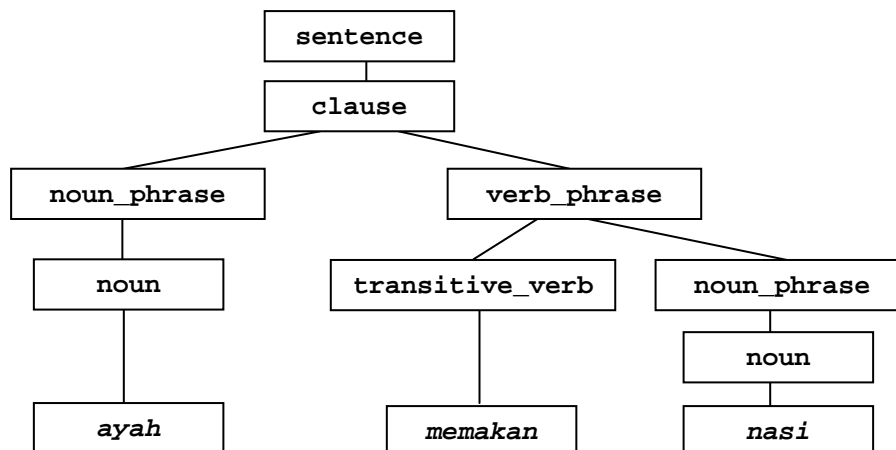 sentence
clause
noun_phrase verb_phrase
noun transitive_verb noun_phrase
noun
ayah memakan nasi